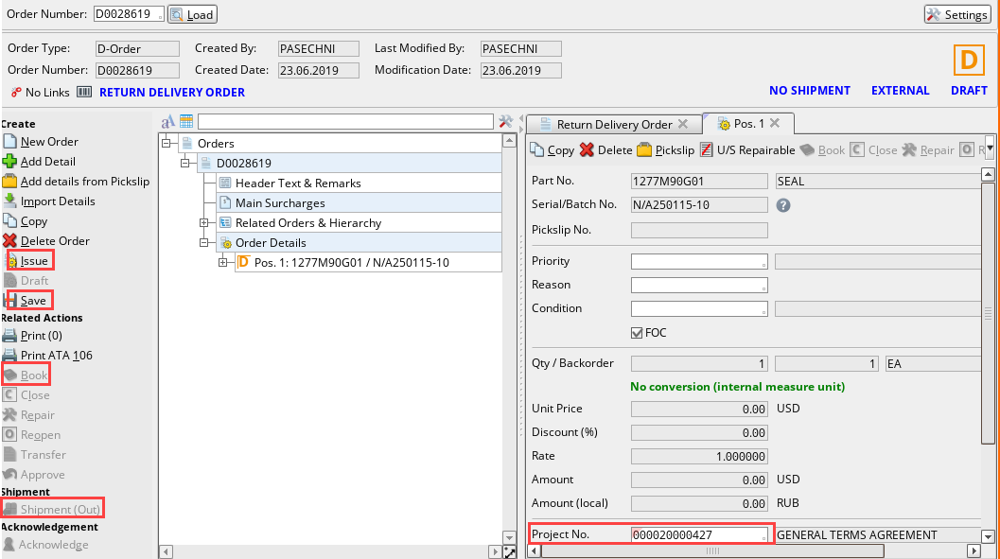 Order Number: D0028619 Load Settings
Order Type: D-Order Created By: PASECHNI Last Modified By: PASECHNI
Order Number: D0028619 Created Date: 23.06.2019 Modification Date: 23.06.2019
D
No Links RETURN DELIVERY ORDER NO SHIPMENT EXTERNAL DRAFT
Create
New Order
Add Detail
Add details from Pickslip
Import Details
Copy
Delete Order
Issue
Draft
Save
Related Actions
Print (0)
Print ATA 106
Book
Close
Repair
Reopen
Transfer
Approve
Shipment
Shipment (Out)
Acknowledgement
Acknowledge
Orders
D0028619
Header Text & Remarks
Main Surcharges
Related Orders & Hierarchy
Order Details
D Pos. 1: 1277M90G01 / N/A250115-10
Return Delivery Order Pos. 1
Copy Delete Pickslip U/S Repairable Book Close Repair R
Part No. 1277M90G01 SEAL
Serial/Batch No. N/A250115-10
Pickslip No.
Priority
Reason
Condition
FOC
Qty / Backorder 1 1 EA
No conversion (internal measure unit)
Unit Price 0.00 USD
Discount (%) 0.00
Rate 1.000000
Amount 0.00 USD
Amount (local) 0.00 RUB
Project No. 000020000427 GENERAL TERMS AGREEMENT